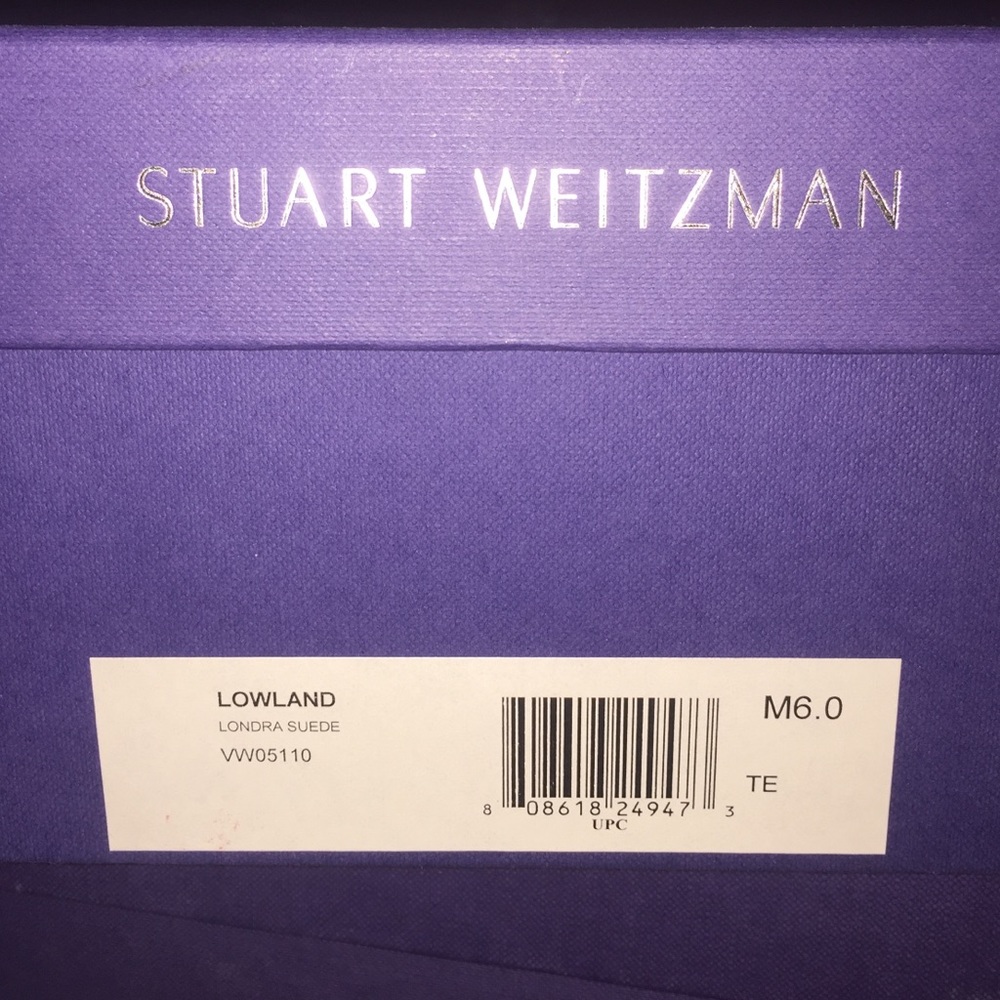 STUART WEITZMAN
LOWLAND
LONDRA SUEDE
VW05110
M6.0
TE
8 08618 24947 3
UPC